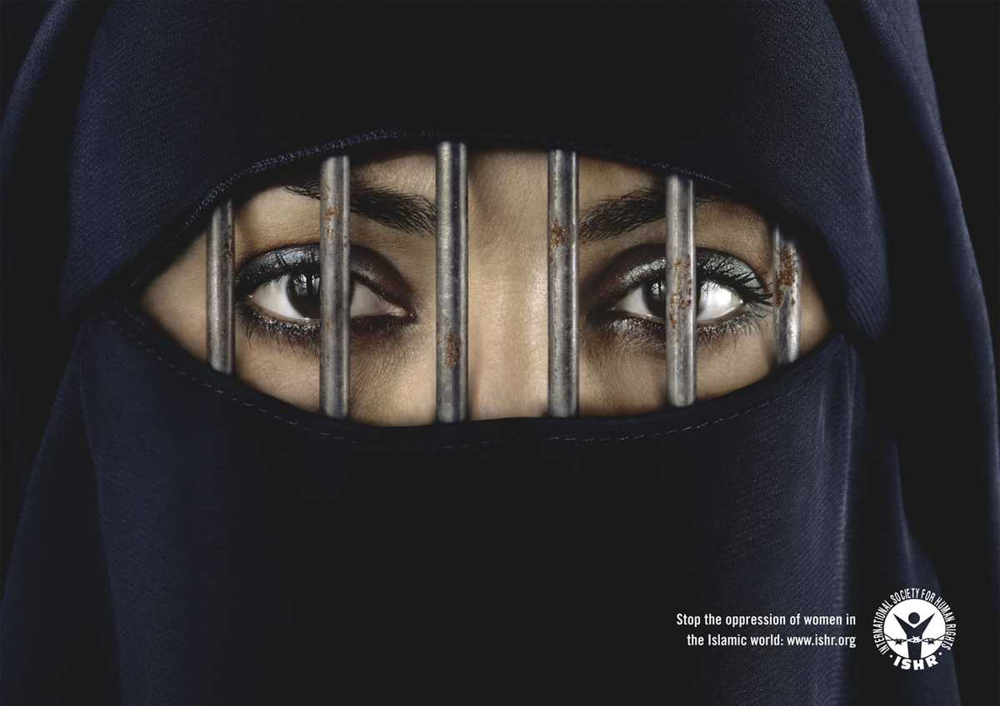 Stop the oppression of women in
the Islamic world: www.ishr.org
INTERNATIONAL SOCIETY FOR HUMAN RIGHTS
· ISHR ·